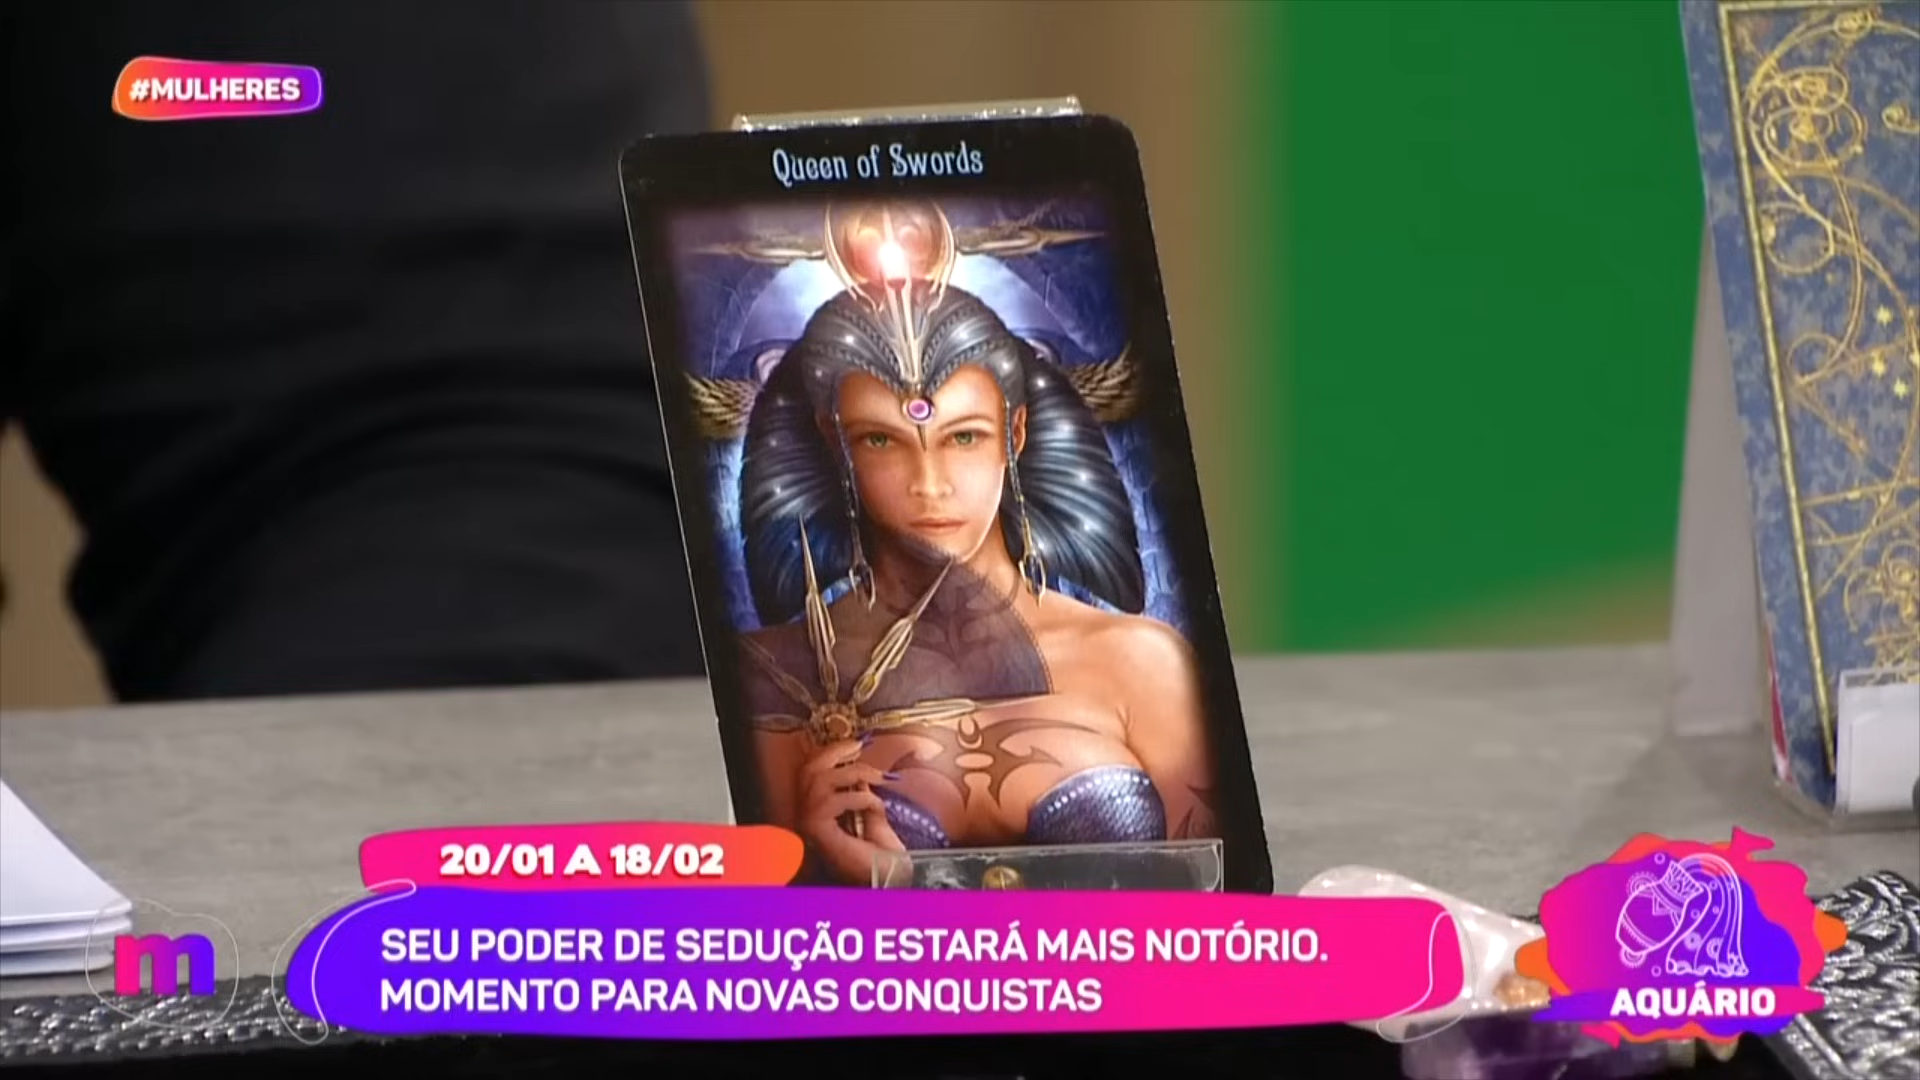 #MULHERES
Queen of Swords
20/01 A 18/02
SEU PODER DE SEDUÇÃO ESTARÁ MAIS NOTÓRIO.
MOMENTO PARA NOVAS CONQUISTAS
m
AQUÁRIO